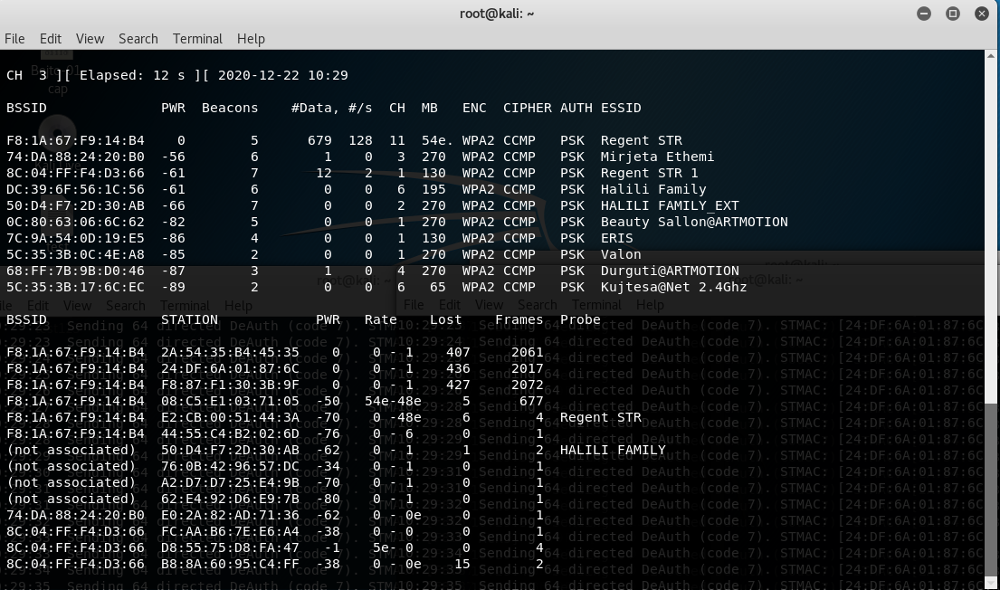 root@kali: ~
File Edit View Search Terminal Help
CH 3 ][ Elapsed: 12 s ][ 2020-12-22 10:29
BSSID PWR Beacons #Data, #/s CH MB ENC CIPHER AUTH ESSID
F8:1A:67:F9:14:B4 0 5 679 128 11 54e. WPA2 CCMP PSK Regent STR
74:DA:88:24:20:B0 -56 6 1 0 3 270 WPA2 CCMP PSK Mirjeta Ethemi
8C:04:FF:F4:D3:66 -61 7 12 2 1 130 WPA2 CCMP PSK Regent STR 1
DC:39:6F:56:1C:56 -61 6 0 0 6 195 WPA2 CCMP PSK Halili Family
50:D4:F7:2D:30:AB -66 7 0 0 2 270 WPA2 CCMP PSK HALILI FAMILY_EXT
0C:80:63:06:6C:62 -82 5 0 0 1 270 WPA2 CCMP PSK Beauty Sallon@ARTMOTION
7C:9A:54:0D:19:E5 -86 4 0 0 1 130 WPA2 CCMP PSK ERIS
5C:35:3B:0C:4E:A8 -85 2 0 0 1 270 WPA2 CCMP PSK Valon
68:FF:7B:9B:D0:46 -87 3 1 0 4 270 WPA2 CCMP PSK Durguti@ARTMOTION
5C:35:3B:17:6C:EC -89 2 0 0 6 65 WPA2 CCMP PSK Kujtesa@Net 2.4Ghz
Edit View Search Terminal Help File Edit View Search Terminal Help
BSSID STATION PWR Rate Lost Frames Probe
F8:1A:67:F9:14:B4 2A:54:35:B4:45:35 0 0 - 1 407 2061
F8:1A:67:F9:14:B4 24:DF:6A:01:87:6C 0 0 - 1 436 2017
F8:1A:67:F9:14:B4 F8:87:F1:30:3B:9F 0 0 - 1 427 2072
F8:1A:67:F9:14:B4 08:C5:E1:03:71:05 -50 54e-48e 5 677
F8:1A:67:F9:14:B4 E2:CB:00:51:44:3A -70 0 -48e 6 4 Regent STR
F8:1A:67:F9:14:B4 44:55:C4:B2:02:6D -76 0 - 6 0 1
(not associated) 50:D4:F7:2D:30:AB -62 0 - 1 1 2 HALILI FAMILY
(not associated) 76:0B:42:96:57:DC -34 0 - 1 0 1
(not associated) A2:D7:D7:25:E4:9B -70 0 - 1 0 1
(not associated) 62:E4:92:D6:E9:7B -80 0 - 1 0 1
74:DA:88:24:20:B0 E0:2A:82:AD:71:36 -62 0 - 0e 0 1
8C:04:FF:F4:D3:66 FC:AA:B6:7E:E6:A4 -38 0 - 0 0 1
8C:04:FF:F4:D3:66 D8:55:75:D8:FA:47 -1 5e- 0 0 4
8C:04:FF:F4:D3:66 B8:8A:60:95:C4:FF -38 0 - 0e 15 2